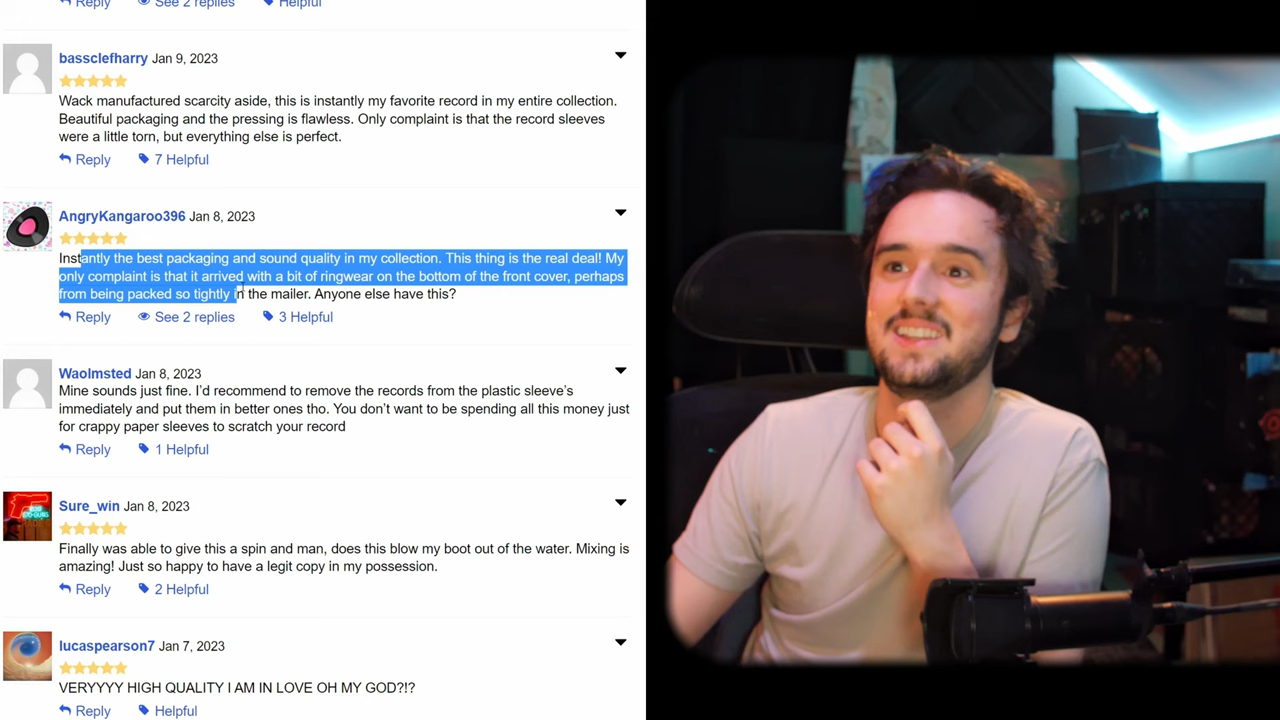 Reply See 2 replies Helpful
bassclefharry Jan 9, 2023
Wack manufactured scarcity aside, this is instantly my favorite record in my entire collection.
Beautiful packaging and the pressing is flawless. Only complaint is that the record sleeves
were a little torn, but everything else is perfect.
Reply 7 Helpful
AngryKangaroo396 Jan 8, 2023
Instantly the best packaging and sound quality in my collection. This thing is the real deal! My
only complaint is that it arrived with a bit of ringwear on the bottom of the front cover, perhaps
from being packed so tightly in the mailer. Anyone else have this?
Reply See 2 replies 3 Helpful
Waolmsted Jan 8, 2023
Mine sounds just fine. I’d recommend to remove the records from the plastic sleeve’s
immediately and put them in better ones tho. You don’t want to be spending all this money just
for crappy paper sleeves to scratch your record
Reply 1 Helpful
Sure_win Jan 8, 2023
Finally was able to give this a spin and man, does this blow my boot out of the water. Mixing is
amazing! Just so happy to have a legit copy in my possession.
Reply 2 Helpful
lucaspearson7 Jan 7, 2023
VERYYYY HIGH QUALITY I AM IN LOVE OH MY GOD?!?
Reply Helpful